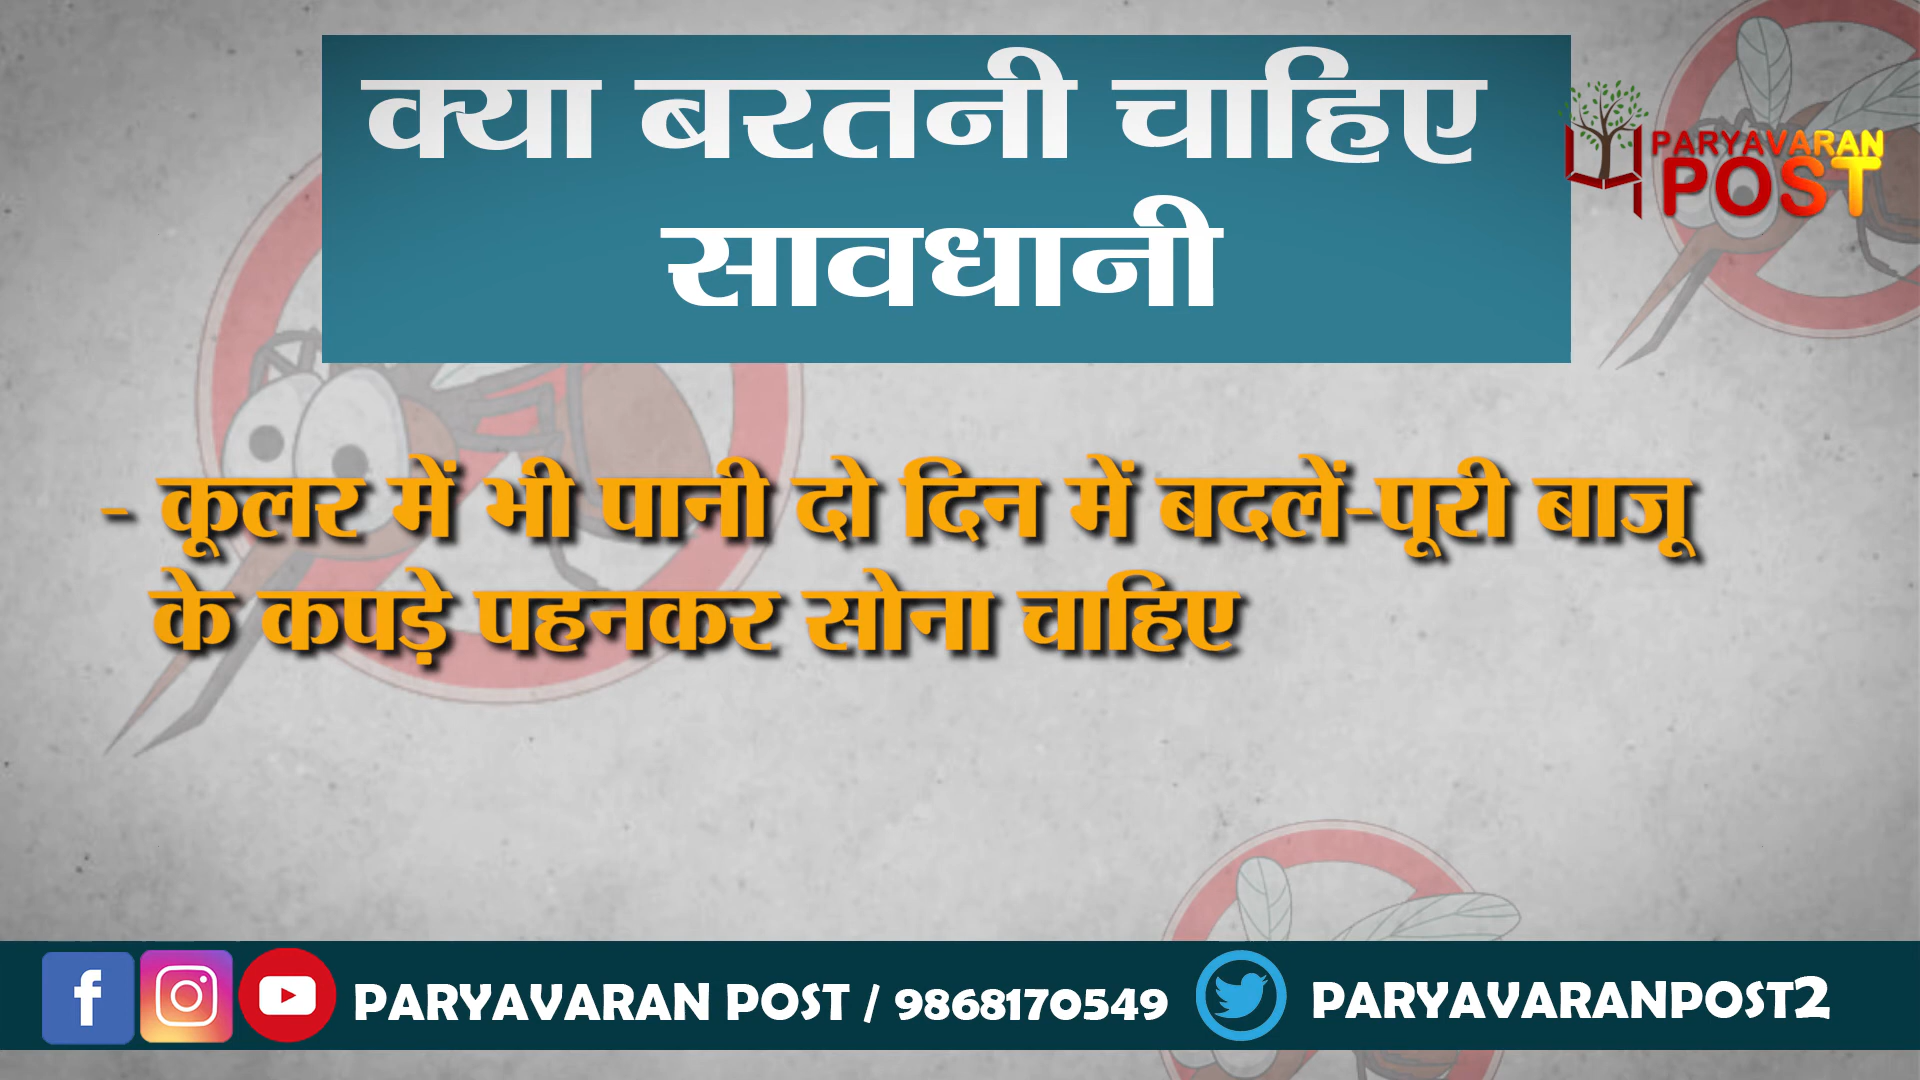 क्या बरतनी चाहिए
सावधानी
PARYAVARAN
POST
- कूलर में भी पानी दो दिन में बदलें-पूरी बाजू
के कपड़े पहनकर सोना चाहिए
PARYAVARAN POST / 9868170549
PARYAVARANPOST2